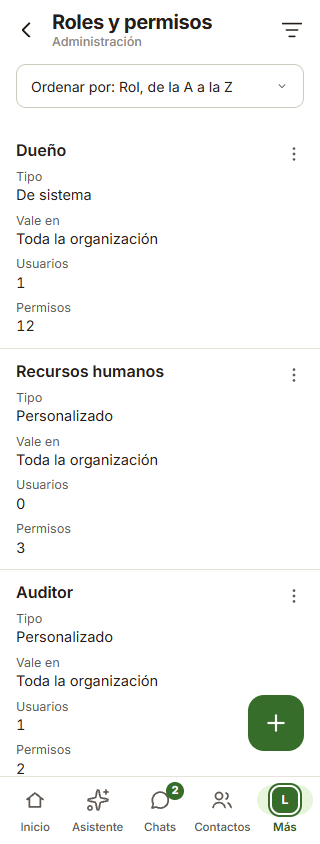 Roles y permisos
Administración
Ordenar por: Rol, de la A a la Z
Dueño
Tipo
De sistema
Vale en
Toda la organización
Usuarios
1
Permisos
12
Recursos humanos
Tipo
Personalizado
Vale en
Toda la organización
Usuarios
0
Permisos
3
Auditor
Tipo
Personalizado
Vale en
Toda la organización
Usuarios
1
Permisos
2
2
L
Inicio
Asistente
Chats
Contactos
Más